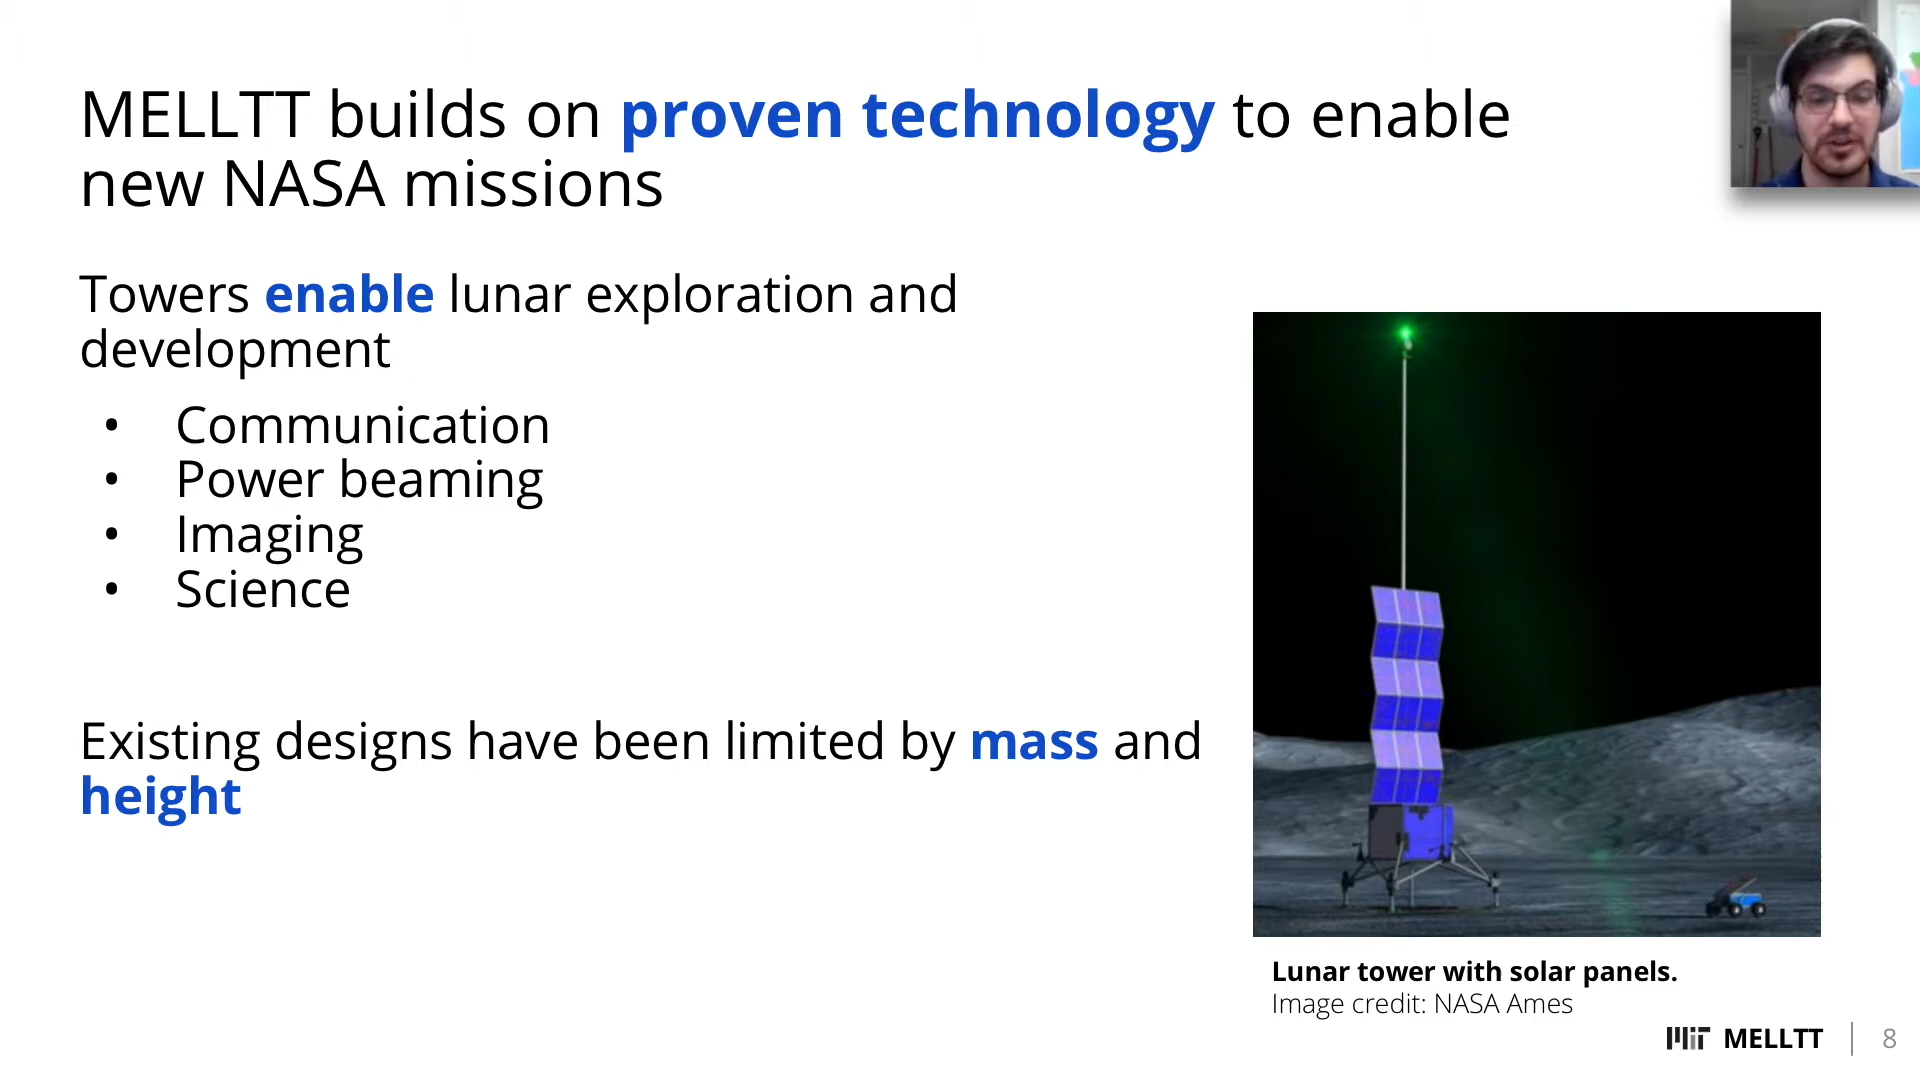 MELLTT builds on proven technology to enable
new NASA missions
Towers enable lunar exploration and
development
• Communication
• Power beaming
• Imaging
• Science
Existing designs have been limited by mass and
height
Lunar tower with solar panels.
Image credit: NASA Ames
MIT MELLTT | 8